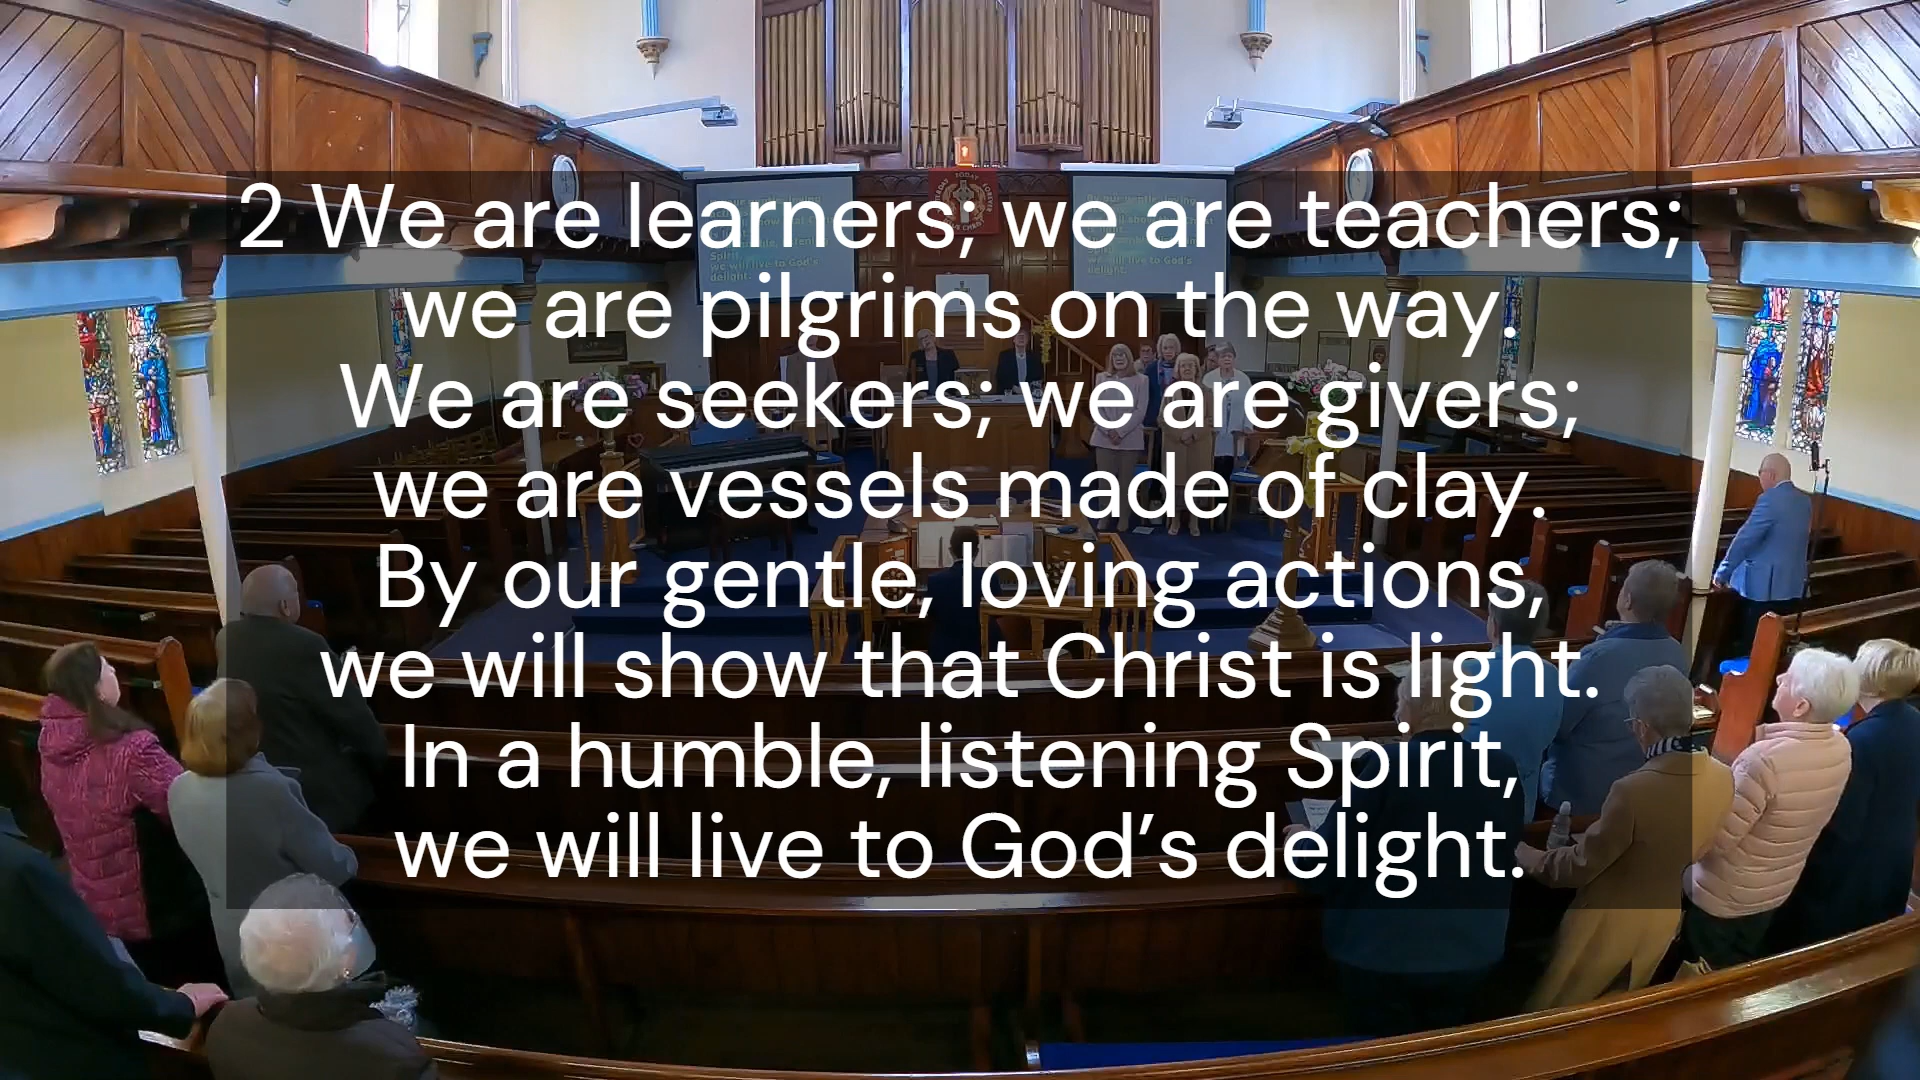 2 We are learners; we are teachers;
we are pilgrims on the way.
We are seekers; we are givers;
we are vessels made of clay.
By our gentle, loving actions,
we will show that Christ is light.
In a humble, listening Spirit,
we will live to God’s delight.